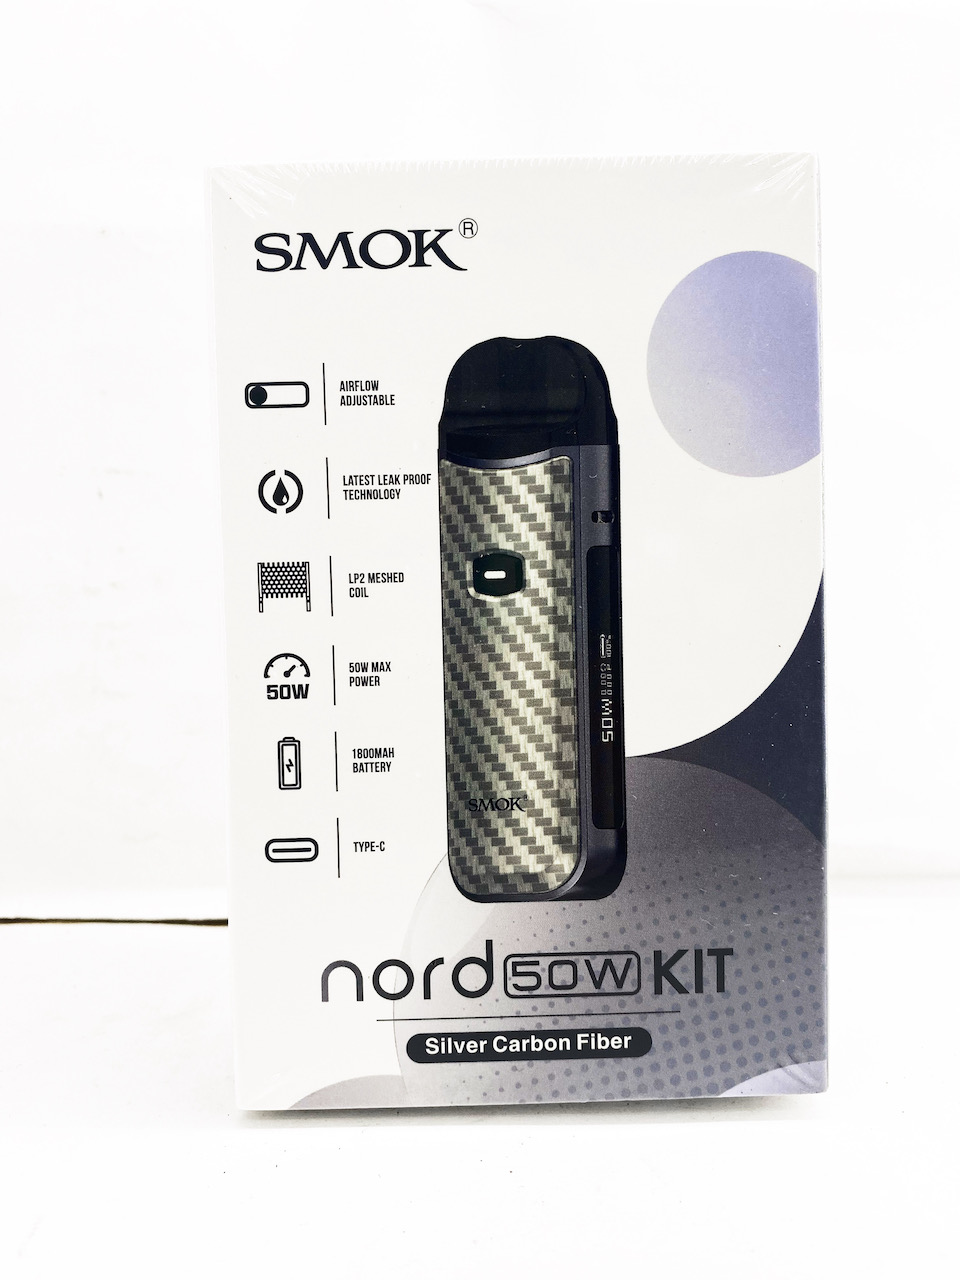 SMOK®
AIRFLOW
ADJUSTABLE
LATEST LEAK PROOF
TECHNOLOGY
LP2 MESHED
COIL
50W
50W MAX
POWER
1800MAH
BATTERY
TYPE-C
50W
SMOK
nord 50W KIT
Silver Carbon Fiber